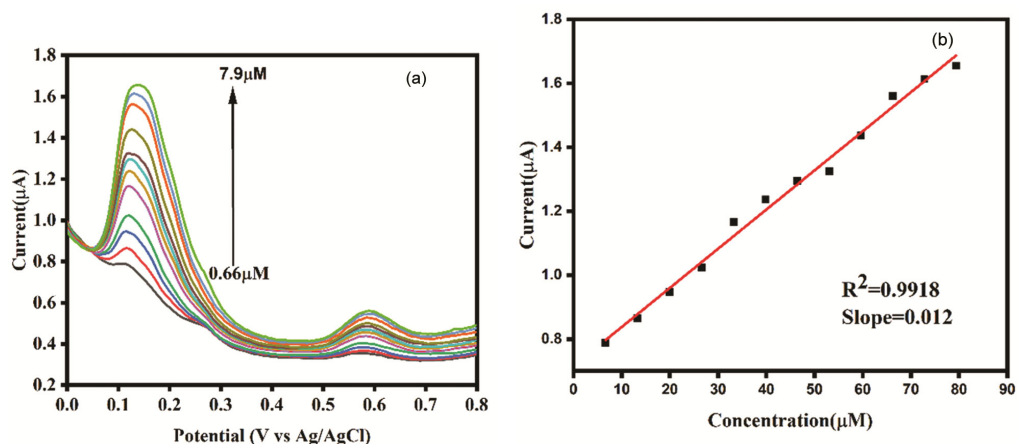 (a)
7.9µM
0.66µM
1.8
1.6
1.4
1.2
1.0
0.8
0.6
0.4
0.2
Current(µA)
0.0 0.1 0.2 0.3 0.4 0.5 0.6 0.7 0.8
Potential (V vs Ag/AgCl)
(b)
1.8
1.6
1.4
1.2
1.0
0.8
Current(µA)
R²=0.9918
Slope=0.012
0 10 20 30 40 50 60 70 80 90
Concentration(µM)